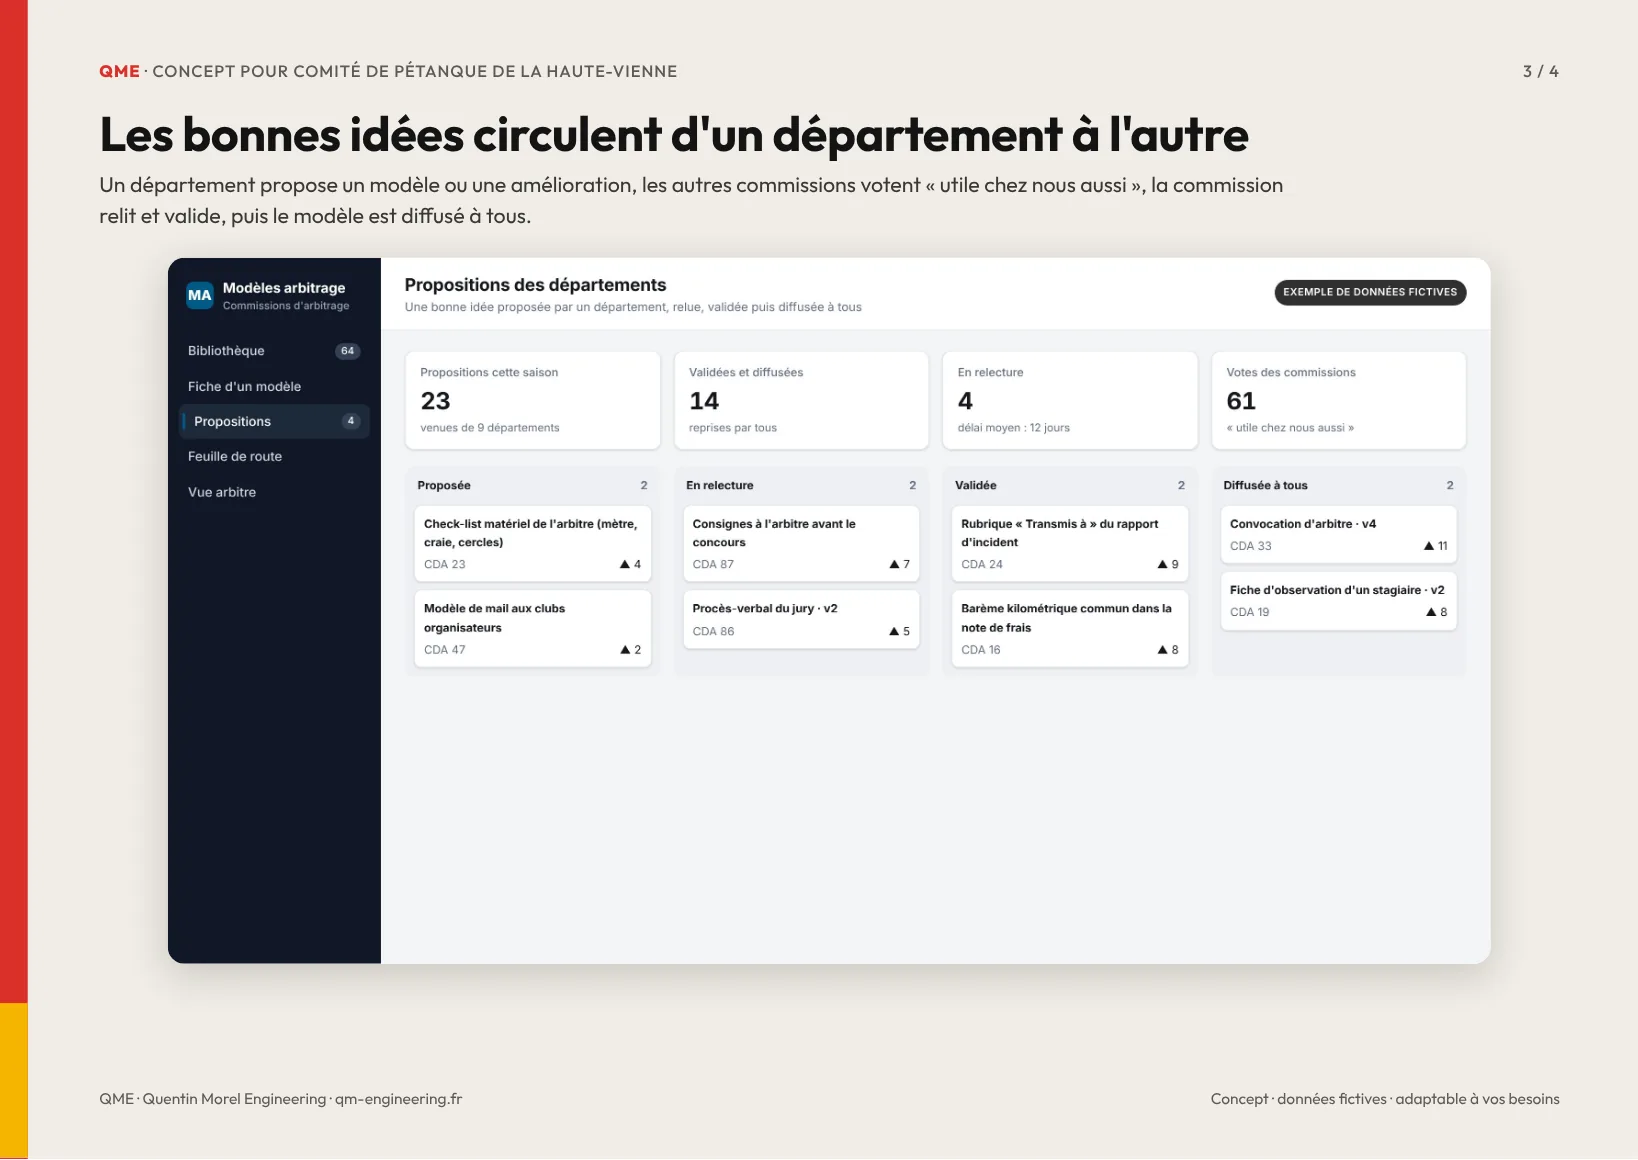 QME · CONCEPT POUR COMITÉ DE PÉTANQUE DE LA HAUTE-VIENNE
3 / 4
Les bonnes idées circulent d'un département à l'autre
Un département propose un modèle ou une amélioration, les autres commissions votent « utile chez nous aussi », la commission
relit et valide, puis le modèle est diffusé à tous.
MA
Modèles arbitrage
Commissions d'arbitrage
Bibliothèque
64
Fiche d'un modèle
Propositions
4
Feuille de route
Vue arbitre
Propositions des départements
Une bonne idée proposée par un département, relue, validée puis diffusée à tous
EXEMPLE DE DONNÉES FICTIVES
Propositions cette saison
23
venues de 9 départements
Validées et diffusées
14
reprises par tous
En relecture
4
délai moyen : 12 jours
Votes des commissions
61
« utile chez nous aussi »
Proposée
2
Check-list matériel de l'arbitre (mètre,
craie, cercles)
CDA 23
▲ 4
Modèle de mail aux clubs
organisateurs
CDA 47
▲ 2
En relecture
2
Consignes à l'arbitre avant le
concours
CDA 87
▲ 7
Procès-verbal du jury · v2
CDA 86
▲ 5
Validée
2
Rubrique « Transmis à » du rapport
d'incident
CDA 24
▲ 9
Barème kilométrique commun dans la
note de frais
CDA 16
▲ 8
Diffusée à tous
2
Convocation d'arbitre · v4
CDA 33
▲ 11
Fiche d'observation d'un stagiaire · v2
CDA 19
▲ 8
QME · Quentin Morel Engineering · qm-engineering.fr
Concept · données fictives · adaptable à vos besoins